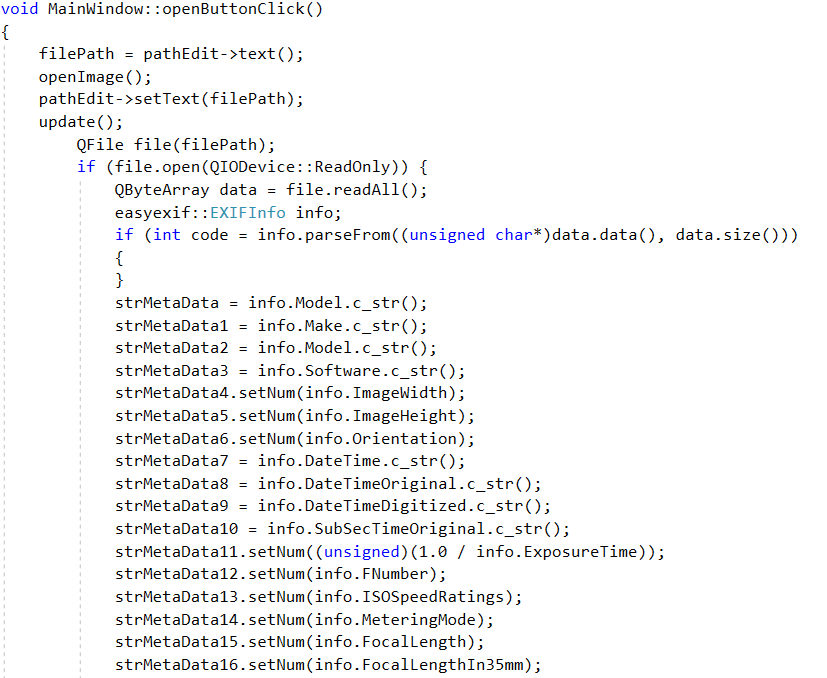 void MainWindow::openButtonClick()
{
    filePath = pathEdit->text();
    openImage();
    pathEdit->setText(filePath);
    update();
        QFile file(filePath);
        if (file.open(QIODevice::ReadOnly)) {
            QByteArray data = file.readAll();
            easyexif::EXIFInfo info;
            if (int code = info.parseFrom((unsigned char*)data.data(), data.size()))
            {
            }
            strMetaData = info.Model.c_str();
            strMetaData1 = info.Make.c_str();
            strMetaData2 = info.Model.c_str();
            strMetaData3 = info.Software.c_str();
            strMetaData4.setNum(info.ImageWidth);
            strMetaData5.setNum(info.ImageHeight);
            strMetaData6.setNum(info.Orientation);
            strMetaData7 = info.DateTime.c_str();
            strMetaData8 = info.DateTimeOriginal.c_str();
            strMetaData9 = info.DateTimeDigitized.c_str();
            strMetaData10 = info.SubSecTimeOriginal.c_str();
            strMetaData11.setNum((unsigned)(1.0 / info.ExposureTime));
            strMetaData12.setNum(info.FNumber);
            strMetaData13.setNum(info.ISOSpeedRatings);
            strMetaData14.setNum(info.MeteringMode);
            strMetaData15.setNum(info.FocalLength);
            strMetaData16.setNum(info.FocalLengthIn35mm);